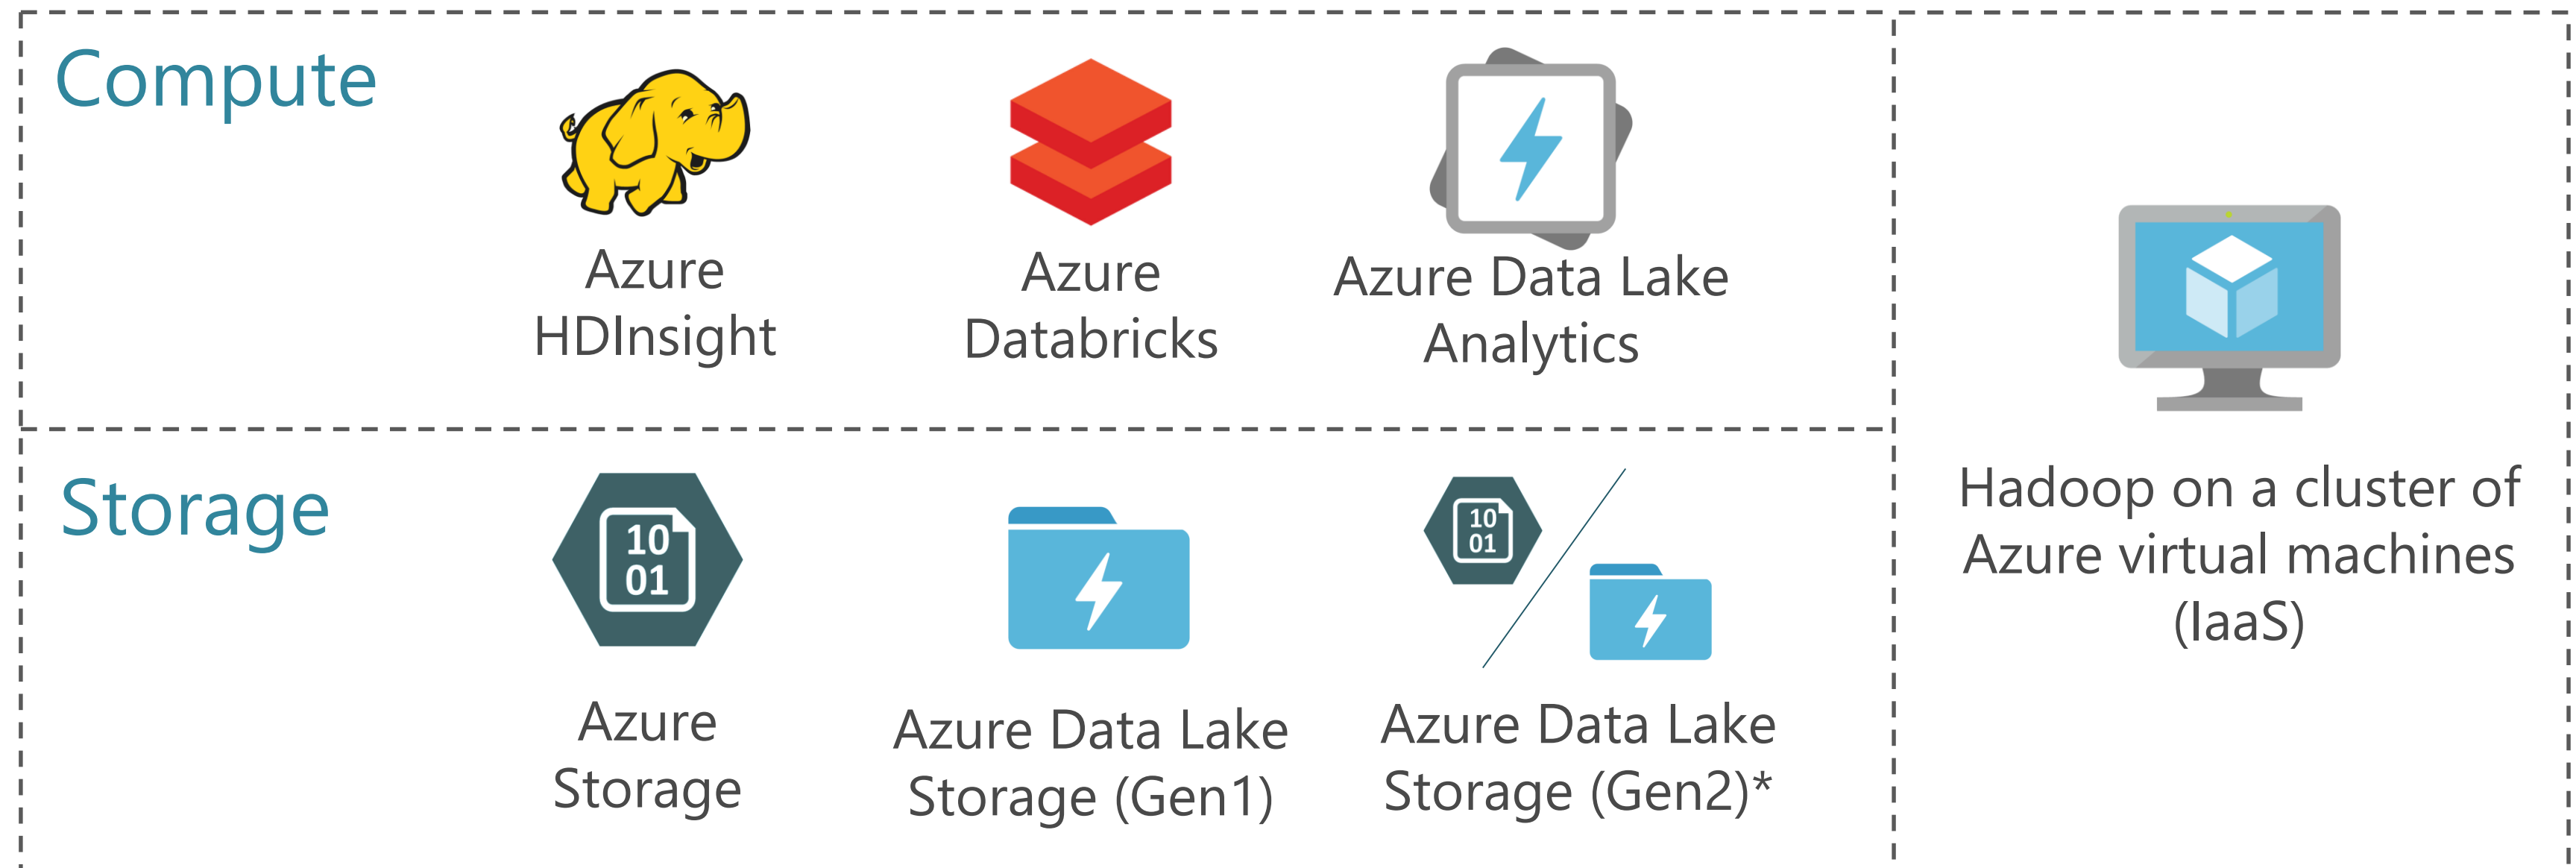 Compute
Azure
HDInsight
Azure
Databricks
Azure Data Lake
Analytics
Storage
10
01
Azure
Storage
Azure Data Lake
Storage (Gen1)
10
01
Azure Data Lake
Storage (Gen2)*
Hadoop on a cluster of
Azure virtual machines
(IaaS)